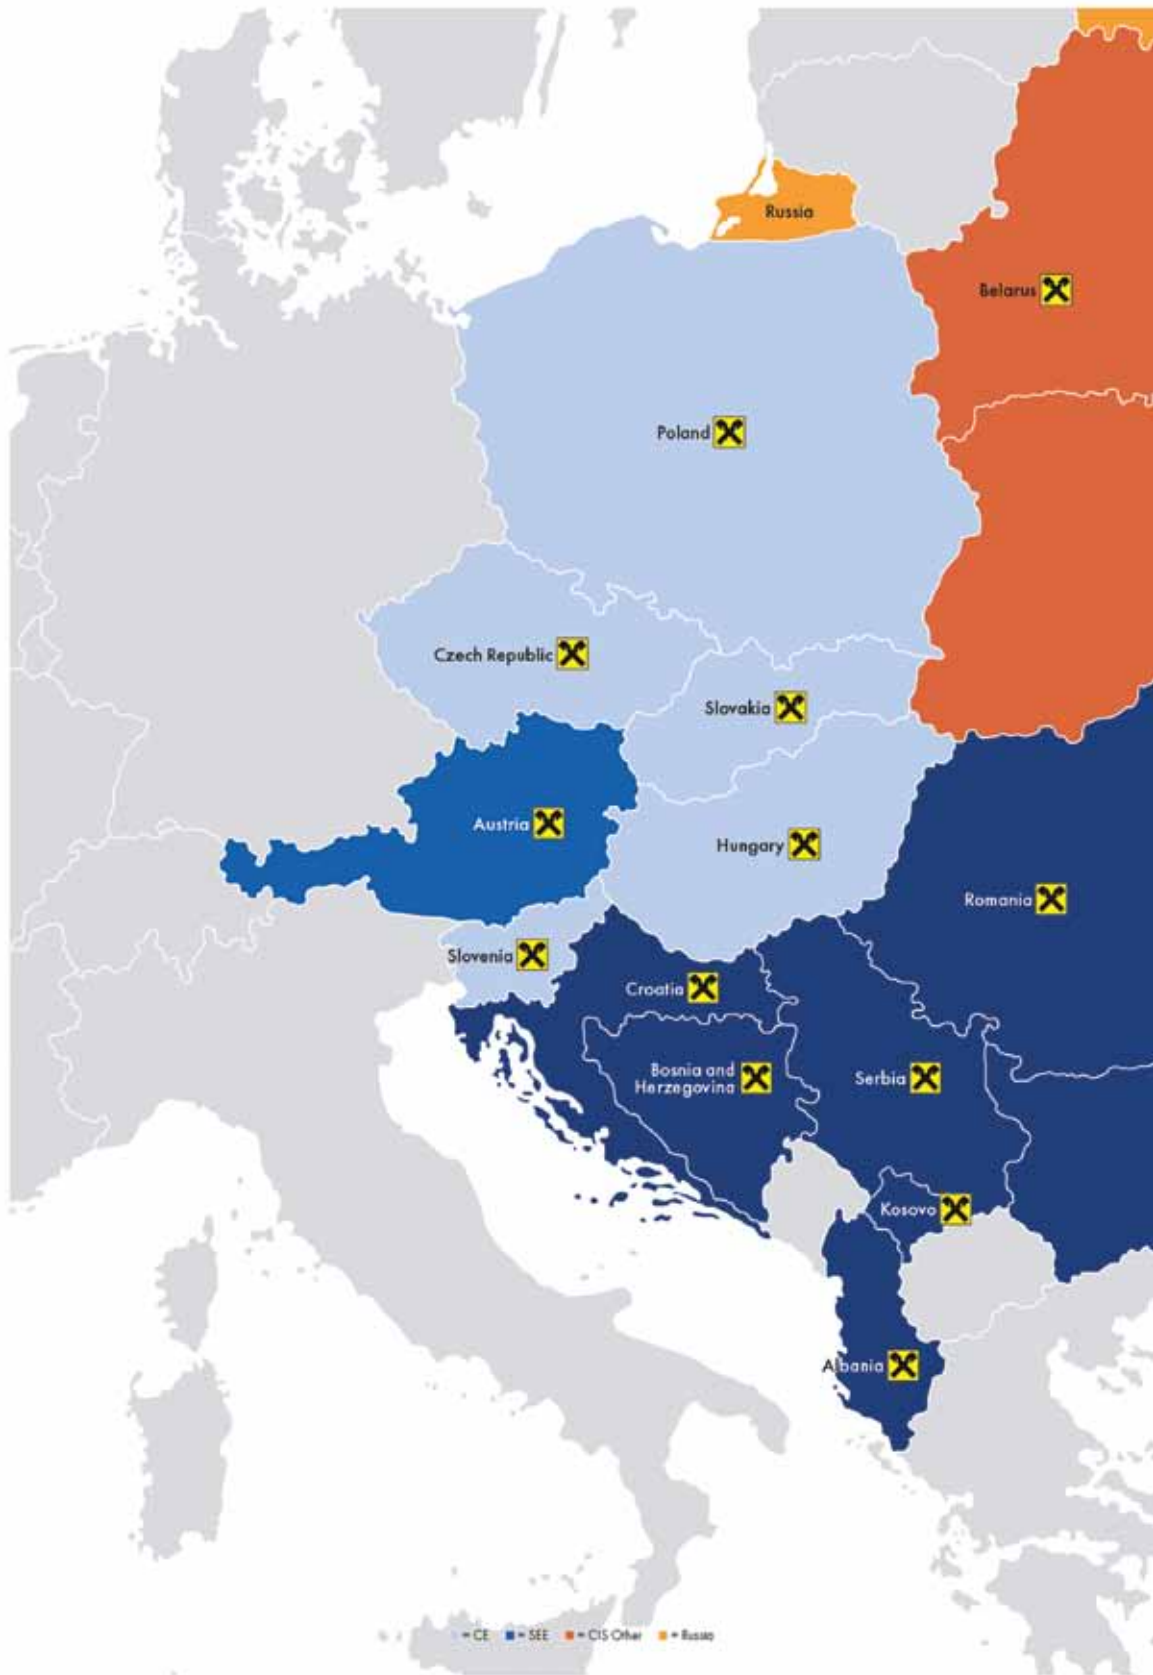 Russia
Belarus
Poland
Czech Republic
Slovakia
Austria
Hungary
Romania
Slovenia
Croatia
Bosnia and
Herzegovina
Serbia
Kosovo
Albania
= CE = SEE = CIS Other = Russia